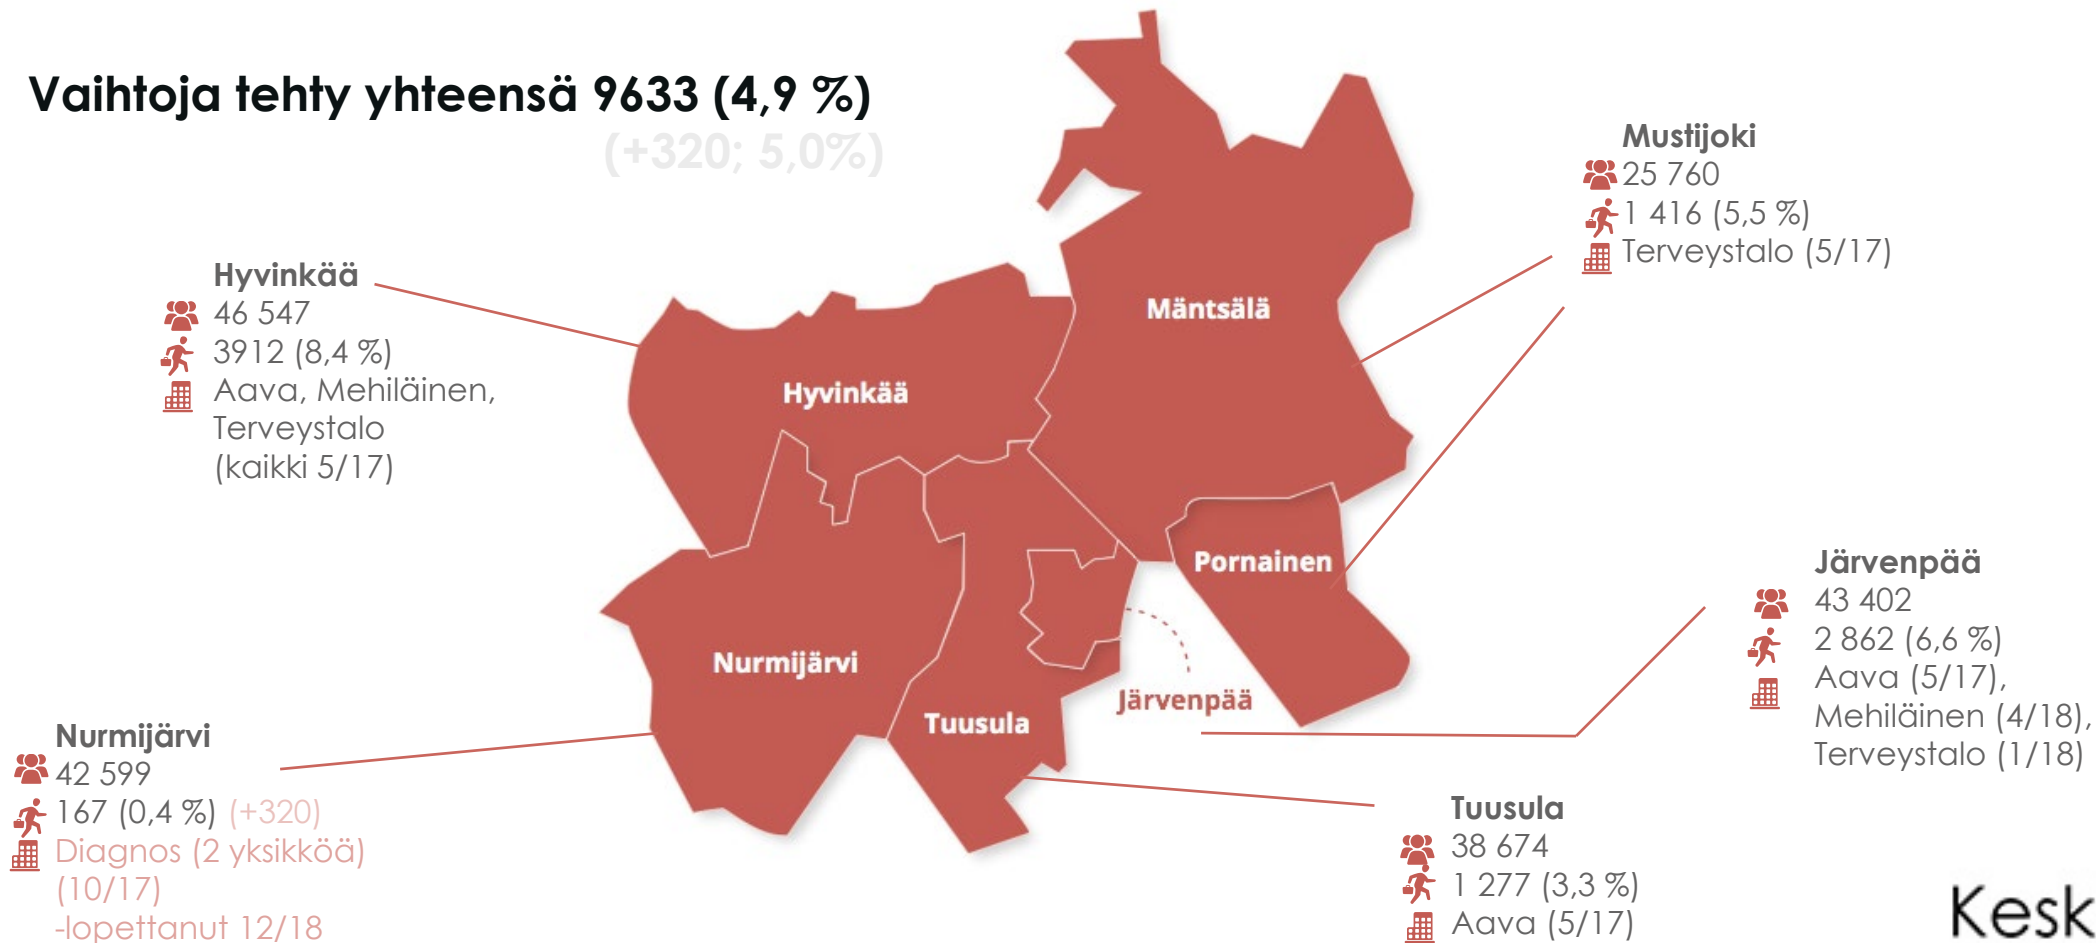 Vaihtoja tehty yhteensä 9633 (4,9 %)
(+320; 5,0%)
Mustijoki
25 760
1 416 (5,5 %)
Terveystalo (5/17)
Hyvinkää
46 547
3912 (8,4 %)
Aava, Mehiläinen,
Terveystalo
(kaikki 5/17)
Mäntsälä
Hyvinkää
Pornainen
Nurmijärvi
Tuusula
Järvenpää
Järvenpää
43 402
2 862 (6,6 %)
Aava (5/17),
Mehiläinen (4/18),
Terveystalo (1/18)
Nurmijärvi
42 599
167 (0,4 %) (+320)
Diagnos (2 yksikköä)
(10/17)
-lopettanut 12/18
Tuusula
38 674
1 277 (3,3 %)
Aava (5/17)
Kesk